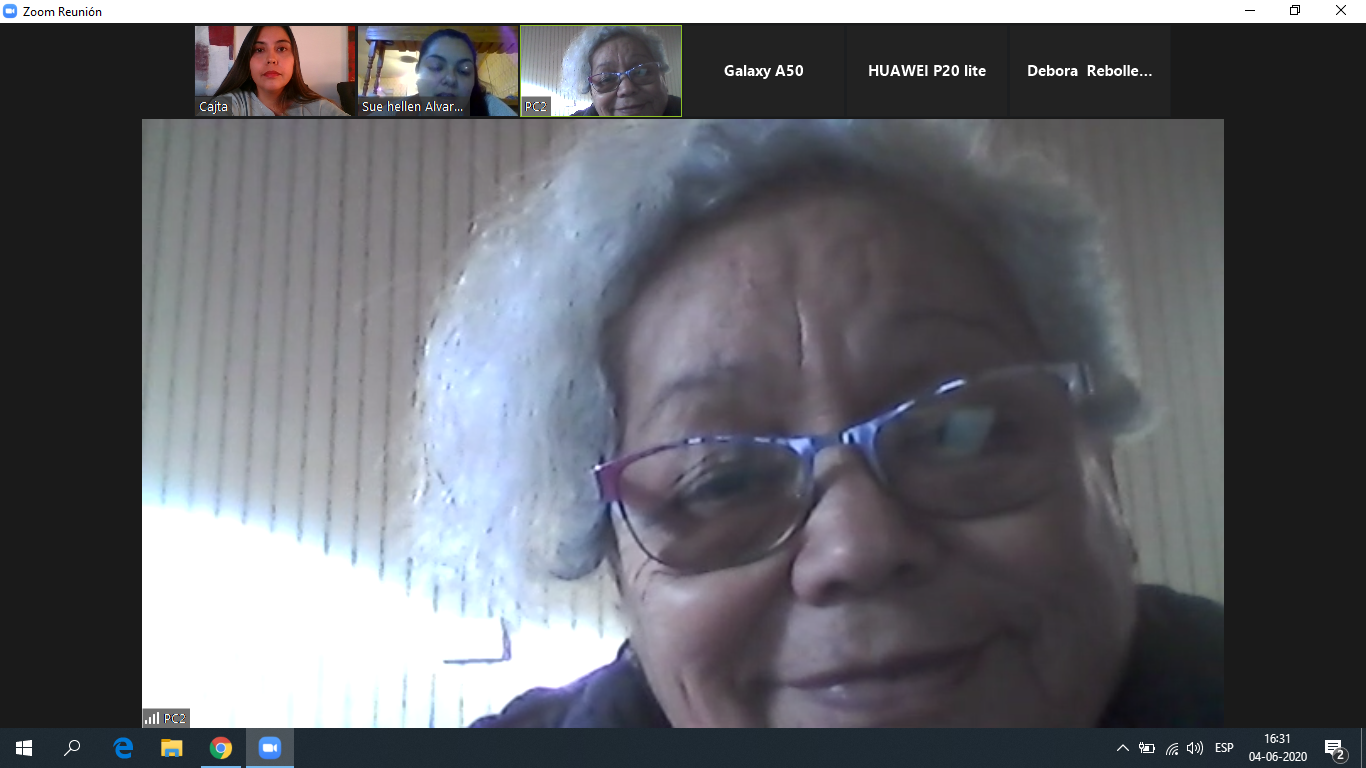 Zoom Reunión
Cajta
Sue hellen Alvar...
PC2
Galaxy A50
HUAWEI P20 lite
Debora Rebolle...
PC2
ESP
16:31
04-06-2020
2